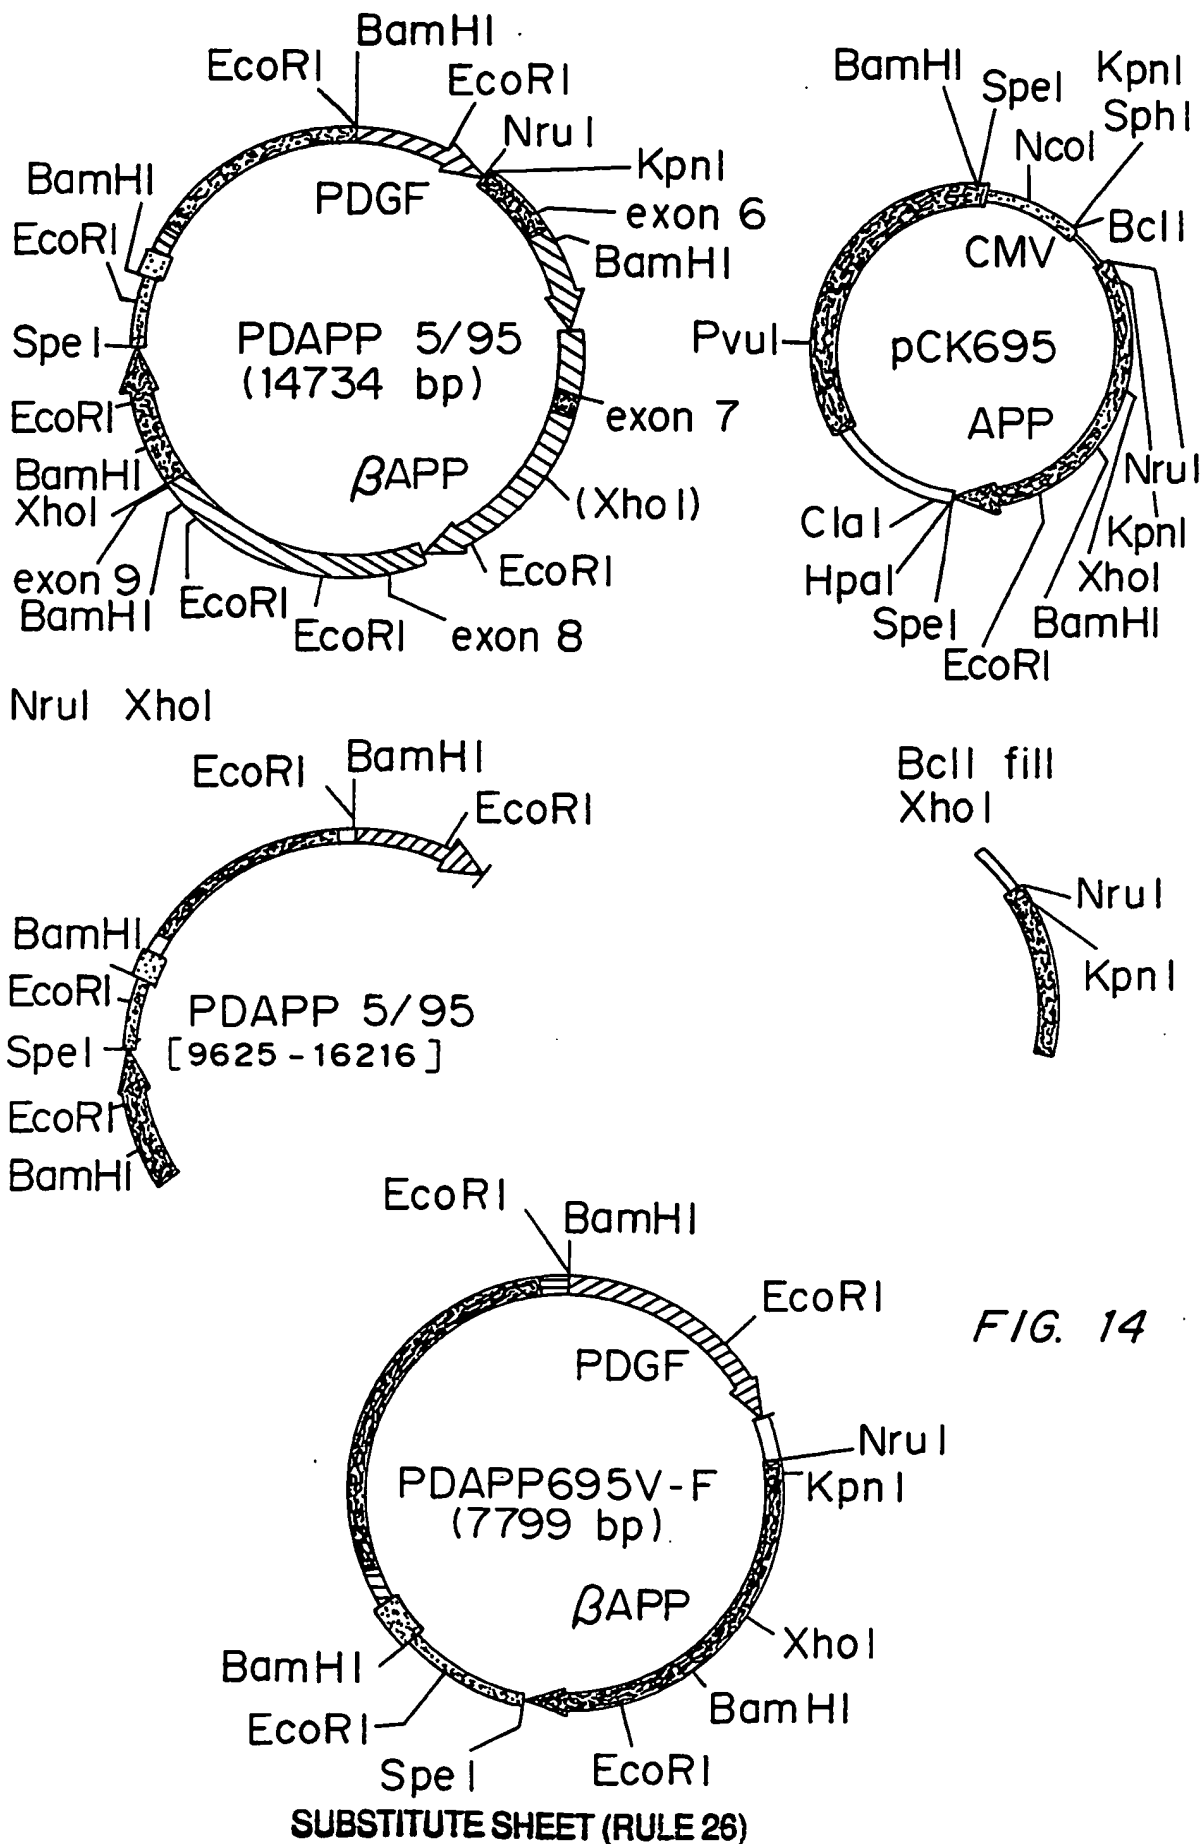 BamHI
EcoRI
EcoRI
NruI
KpnI
exon 6
BamHI
PDGF
BamHI
EcoRI
SpeI
PDAPP 5/95
(14734 bp)
exon 7
EcoRI
βAPP
BamHI
XhoI
(XhoI)
exon 9
BamHI
EcoRI
EcoRI
EcoRI
exon 8
BamHI
SpeI
KpnI
SphI
NcoI
BclI
CMV
PvuI
pCK695
APP
NruI
ClaI
KpnI
HpaI
XhoI
SpeI
BamHI
EcoRI
NruI XhoI
EcoRI
BamHI
EcoRI
BamHI
EcoRI
PDAPP 5/95
SpeI
[9625-16216]
EcoRI
BamHI
BclI fill
XhoI
NruI
KpnI
EcoRI
BamHI
EcoRI
PDGF
FIG. 14
NruI
KpnI
PDAPP695V-F
(7799 bp)
βAPP
XhoI
BamHI
BamHI
EcoRI
SpeI
EcoRI
SUBSTITUTE SHEET (RULE 26)